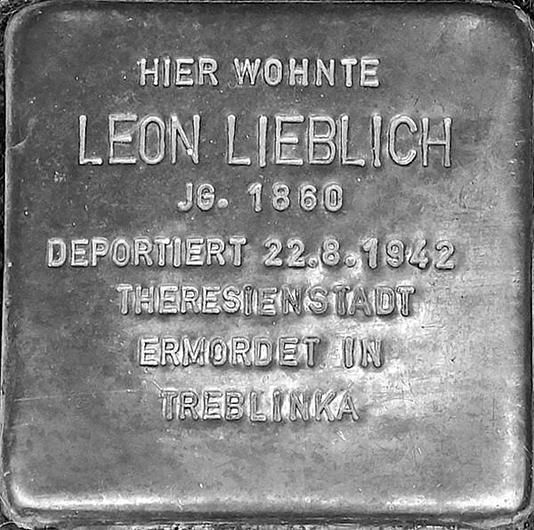 HIER WOHNTE
LEON LIEBLICH
JG. 1860
DEPORTIERT 22.8.1942
THERESIENSTADT
ERMORDET IN
TREBLINKA